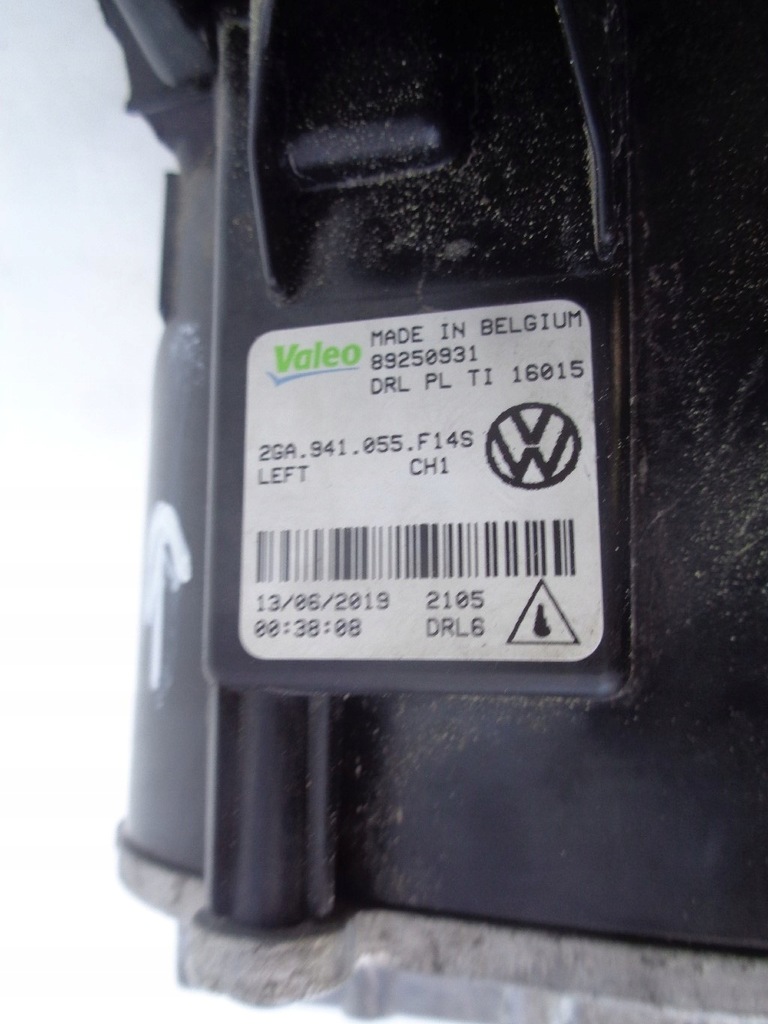 Valeo
MADE IN BELGIUM
89250931
DRL PL TI 16015
2GA.941.055.F14S
LEFT CH1
13/06/2019 2105
00:38:08 DRL6